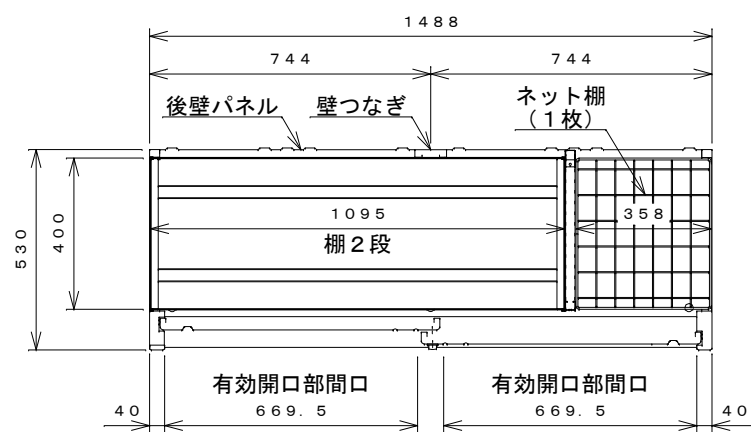 1488
744
744
後壁パネル
壁つなぎ
ネット棚
(1枚)
1095
358
棚2段
530
400
有効開口部間口
有効開口部間口
40
669.5
669.5
40